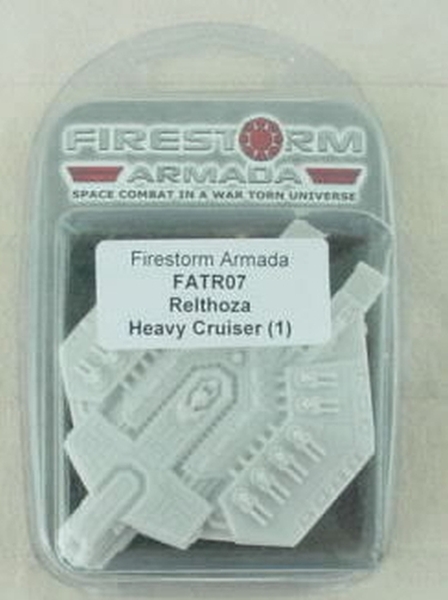 FIRESTORM
ARMADA
SPACE COMBAT IN A WAR TORN UNIVERSE
Firestorm Armada
FATR07
Relthoza
Heavy Cruiser (1)